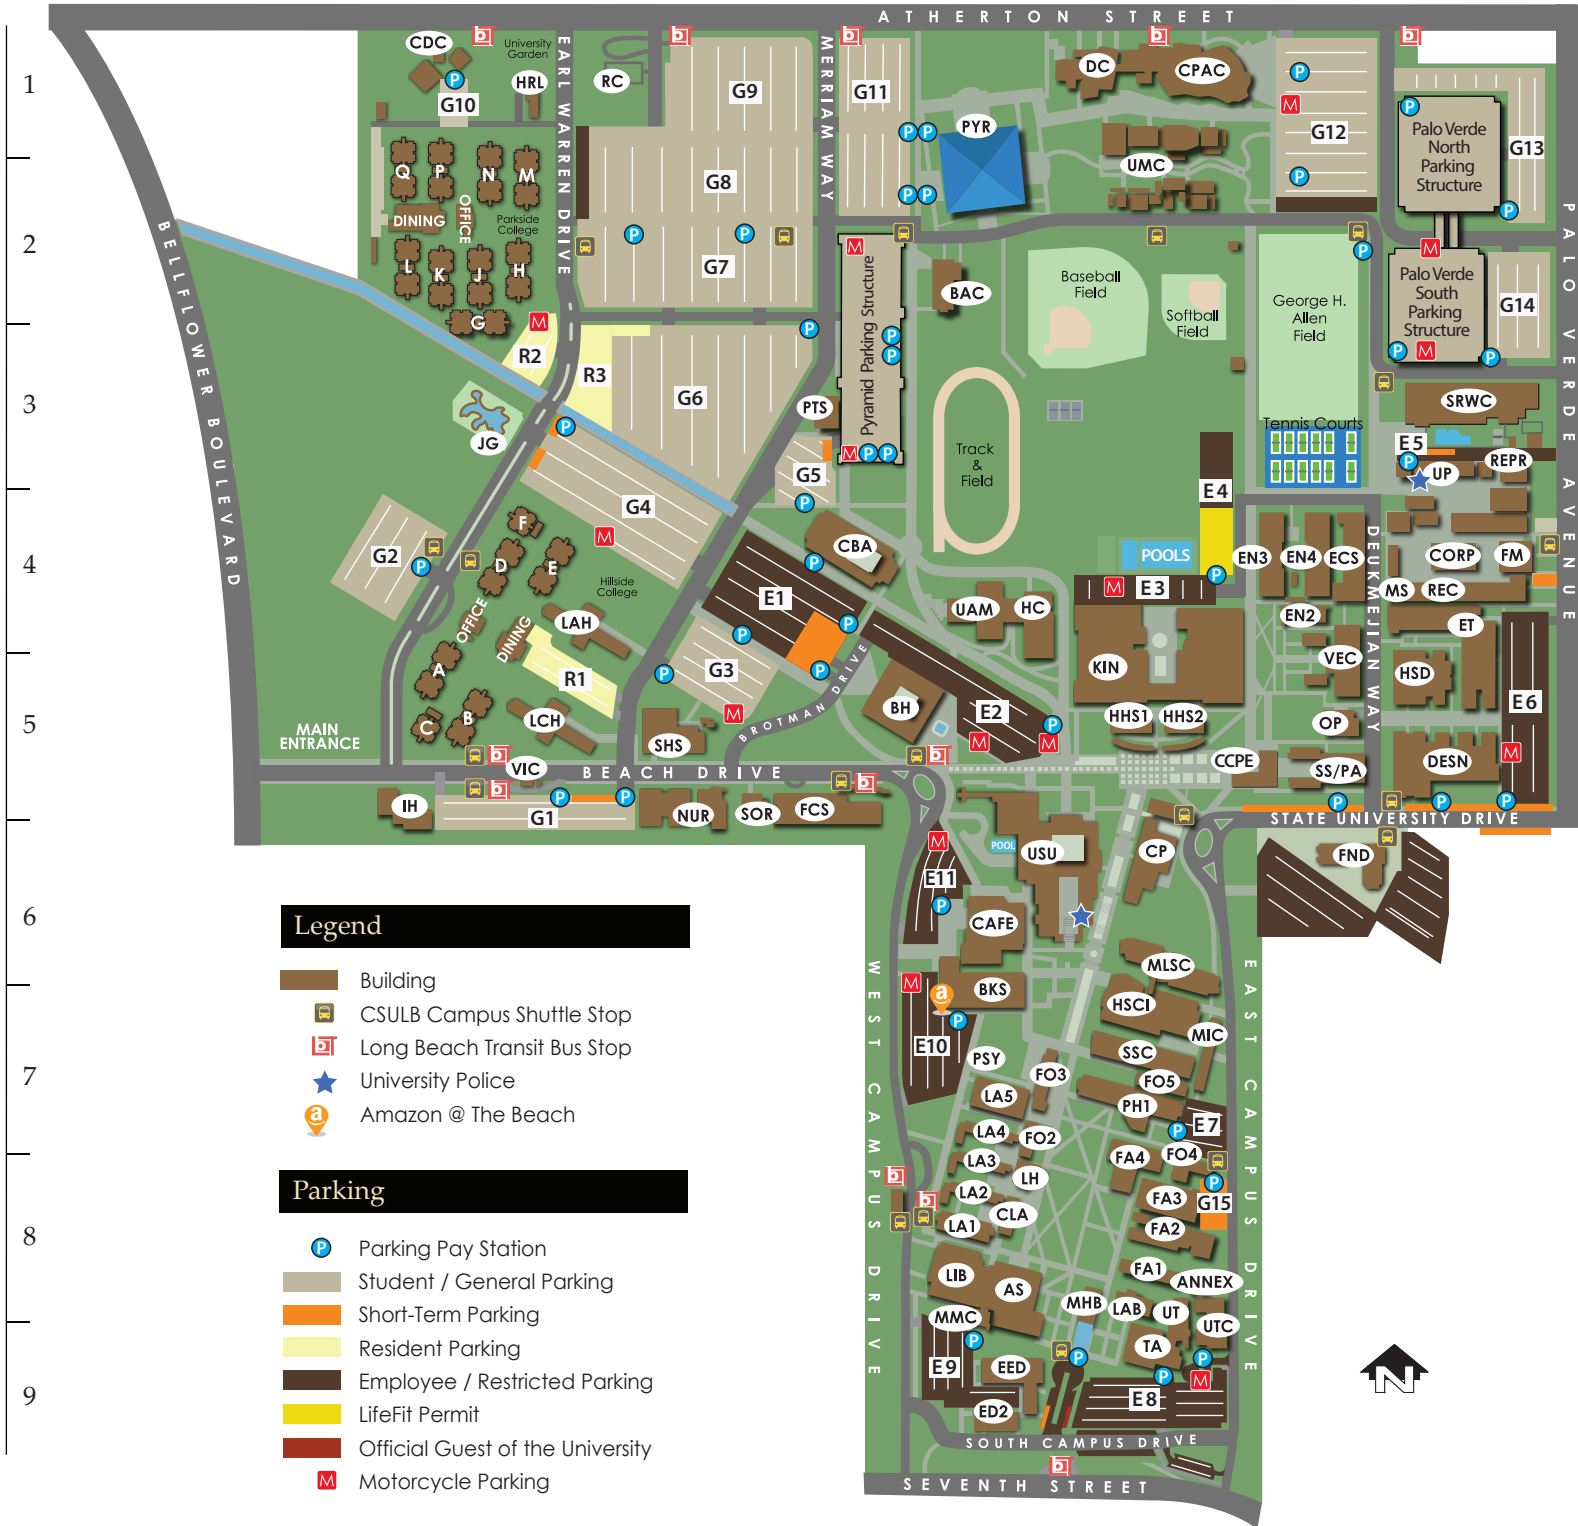 ATHERTON STREET
CDC
University
Garden
EARL WARREN DRIVE
RC
HRL
G10
G9
MERRIAM WAY
G11
PYR
DC
CPAC
G12
UMC
Palo Verde
North
Parking
Structure
G13
1
Q
P
N
M
OFFICE
DINING
Parkside
College
G8
L
K
J
H
G
G7
2
BELLFLOWER BOULEVARD
Pyramid Parking Structure
BAC
Baseball
Field
Softball
Field
George H.
Allen
Field
Palo Verde
South
Parking
Structure
G14
PALO VERDE AVENUE
R2
R3
G6
PTS
JG
3
Track
&
Field
Tennis Courts
SRWC
E5
UP
REPR
G5
G4
E4
G2
F
D
E
CBA
POOLS
EN3
EN4
ECS
DEUKMEJIAN WAY
CORP
FM
MS
REC
4
Hillside
College
E1
UAM
HC
E3
EN2
ET
OFFICE
DINING
LAH
A
R1
G3
BROTMAN DRIVE
KIN
VEC
HSD
E6
C
B
LCH
SHS
BH
E2
HHS1
HHS2
OP
5
MAIN
ENTRANCE
VIC
BEACH DRIVE
CCPE
SS/PA
DESN
IH
G1
NUR
SOR
FCS
STATE UNIVERSITY DRIVE
POOL
USU
CP
FND
E11
6
CAFE
WEST CAMPUS DRIVE
EAST CAMPUS DRIVE
MLSC
BKS
HSCI
a
E10
MIC
PSY
SSC
7
FO3
FO5
LA5
PH1
E7
LA4
FO2
LA3
FA4
FO4
LH
LA2
FA3
G15
CLA
LA1
FA2
8
LIB
FA1
ANNEX
AS
MHB
LAB
UT
MMC
UTC
TA
E9
EED
9
E8
ED2
SOUTH CAMPUS DRIVE
SEVENTH STREET
N
Legend
Building
CSULB Campus Shuttle Stop
b Long Beach Transit Bus Stop
University Police
a Amazon @ The Beach
Parking
P Parking Pay Station
Student / General Parking
Short-Term Parking
Resident Parking
Employee / Restricted Parking
LifeFit Permit
Official Guest of the University
M Motorcycle Parking